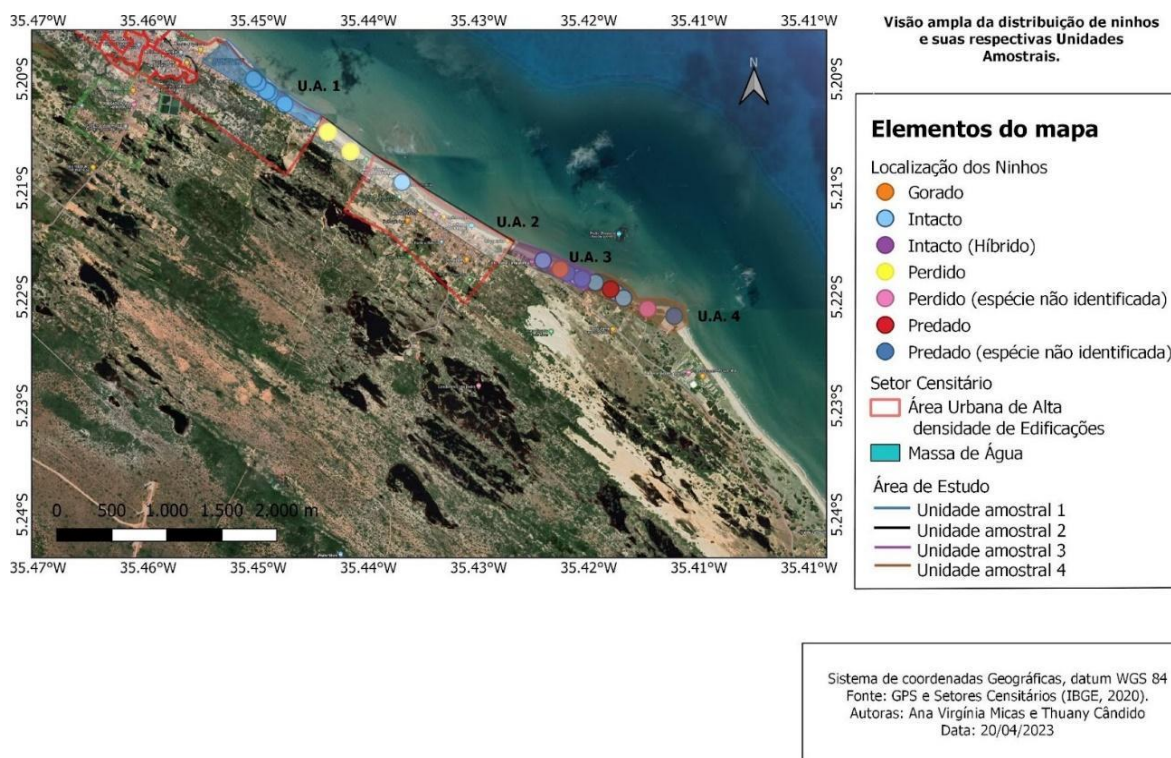 35.47°W 35.46°W 35.45°W 35.44°W 35.43°W 35.42°W 35.41°W 35.41°W
Visão ampla da distribuição de ninhos
e suas respectivas Unidades
Amostrais.
5.20°S 5.21°S 5.22°S 5.23°S 5.24°S
U.A. 1
U.A. 2
U.A. 3
U.A. 4
N
0 500 1.000 1.500 2.000 m
5.20°S 5.21°S 5.22°S 5.23°S 5.24°S
35.47°W 35.46°W 35.45°W 35.44°W 35.43°W 35.42°W 35.41°W 35.41°W
Elementos do mapa
Localização dos Ninhos
Gorado
Intacto
Intacto (Híbrido)
Perdido
Perdido (espécie não identificada)
Predado
Predado (espécie não identificada)
Setor Censitário
Área Urbana de Alta
densidade de Edificações
Massa de Água
Área de Estudo
Unidade amostral 1
Unidade amostral 2
Unidade amostral 3
Unidade amostral 4
Sistema de coordenadas Geográficas, datum WGS 84
Fonte: GPS e Setores Censitários (IBGE, 2020).
Autoras: Ana Virgínia Micas e Thuany Cândido
Data: 20/04/2023